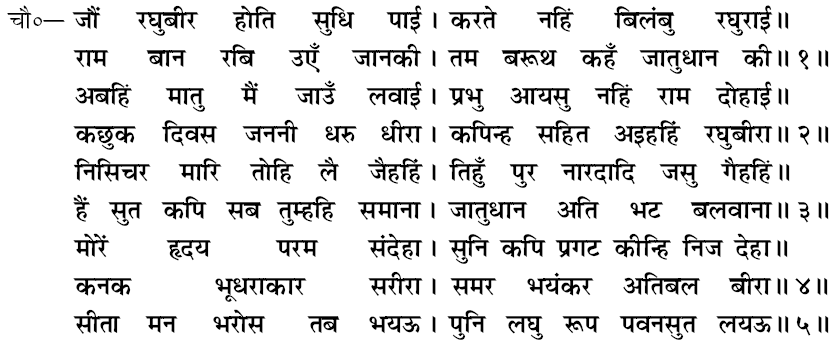 चौ०— जौं रघुबीर होति सुधि पाई। करते नहिं बिलंबु रघुराई॥
राम बान रबि उएँ जानकी। तम बरूथ कहँ जातुधान की॥ १॥
अबहिं मातु मैं जाउँ लवाई। प्रभु आयसु नहिं राम दोहाई॥
कछुक दिवस जननी धरु धीरा। कपिन्ह सहित अइहहिं रघुबीरा॥ २॥
निसिचर मारि तोहि लै जैहहिं। तिहुँ पुर नारदादि जसु गैहहिं॥
हैं सुत कपि सब तुम्हहि समाना। जातुधान अति भट बलवाना॥ ३॥
मोरें हृदय परम संदेहा। सुनि कपि प्रगट कीन्हि निज देहा॥
कनक भूधराकार सरीरा। समर भयंकर अतिबल बीरा॥ ४॥
सीता मन भरोस तब भयऊ। पुनि लघु रूप पवनसुत लयऊ॥ ५॥